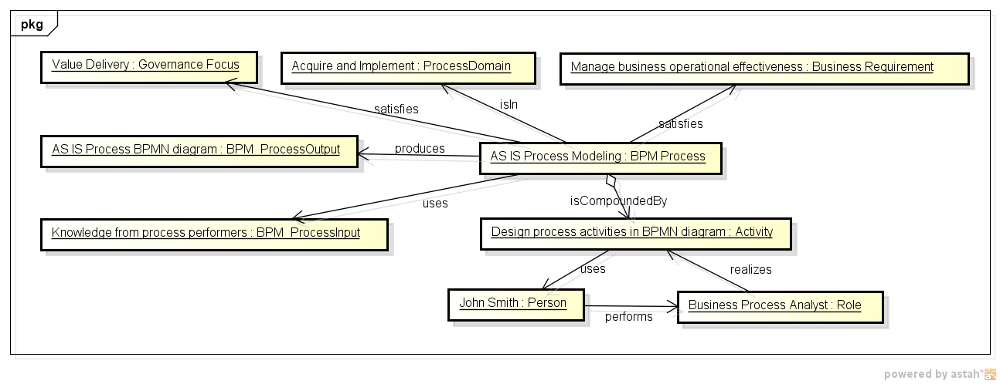 pkg
Value Delivery : Governance Focus
Acquire and Implement : ProcessDomain
Manage business operational effectiveness : Business Requirement
satisfies
isIn
satisfies
AS IS Process BPMN diagram : BPM_ProcessOutput
produces
AS IS Process Modeling : BPM Process
uses
isCompoundedBy
Knowledge from process performers : BPM_ProcessInput
Design process activities in BPMN diagram : Activity
uses
realizes
John Smith : Person
performs
Business Process Analyst : Role
powered by astah*